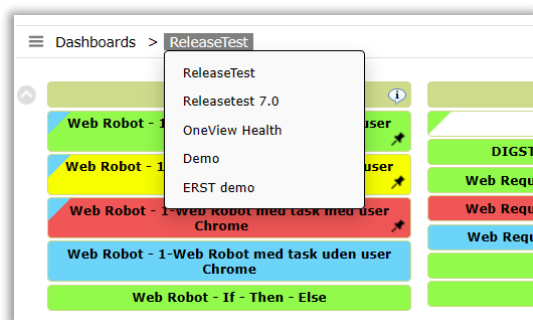 Dashboards > ReleaseTest
ReleaseTest
Releasetest 7.0
OneView Health
Demo
ERST demo
Web Robot - 1
user
Web Robot - 1
user
Web Robot - 1-Web Robot med task med user
Chrome
Web Robot - 1-Web Robot med task uden user
Chrome
Web Robot - If - Then - Else
DIGST
Web Requ
Web Requ
Web Requ